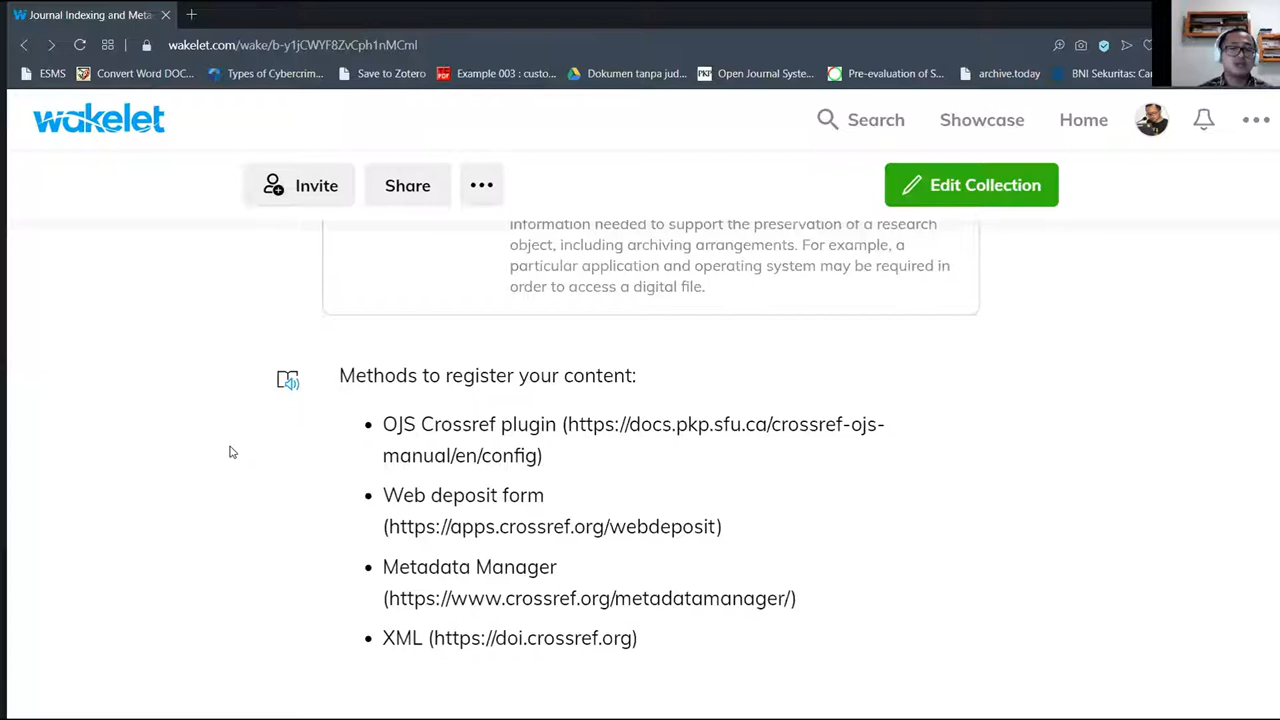 Journal Indexing and Meta
wakelet.com/wake/b-y1jCWYF8ZvCph1nMCml
ESMS
Convert Word DOC...
Types of Cybercrim...
Save to Zotero
Example 003 : custo...
Dokumen tanpa jud...
PKP
Open Journal Syste...
Pre-evaluation of S...
archive.today
BNI Sekuritas: Car
wakelet
Search
Showcase
Home
Invite
Share
Edit Collection
Information needed to support the preservation of a research
object, including archiving arrangements. For example, a
particular application and operating system may be required in
order to access a digital file.
Methods to register your content:
• OJS Crossref plugin (https://docs.pkp.sfu.ca/crossref-ojs-
manual/en/config)
• Web deposit form
(https://apps.crossref.org/webdeposit)
• Metadata Manager
(https://www.crossref.org/metadatamanager/)
• XML (https://doi.crossref.org)